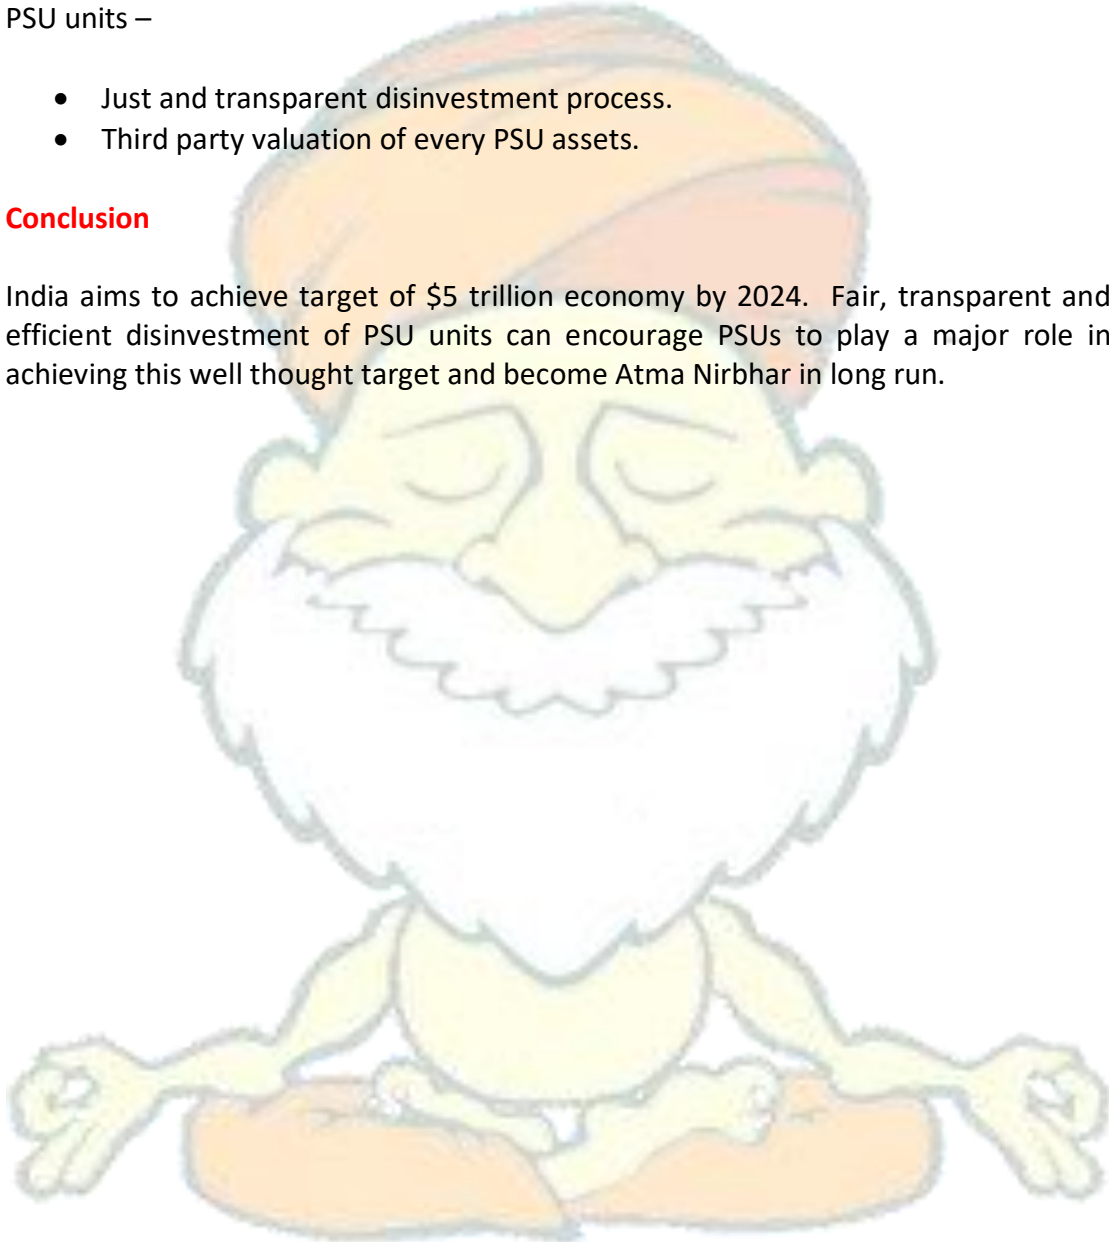 PSU units –
• Just and transparent disinvestment process.
• Third party valuation of every PSU assets.
Conclusion
India aims to achieve target of $5 trillion economy by 2024. Fair, transparent and
efficient disinvestment of PSU units can encourage PSUs to play a major role in
achieving this well thought target and become Atma Nirbhar in long run.